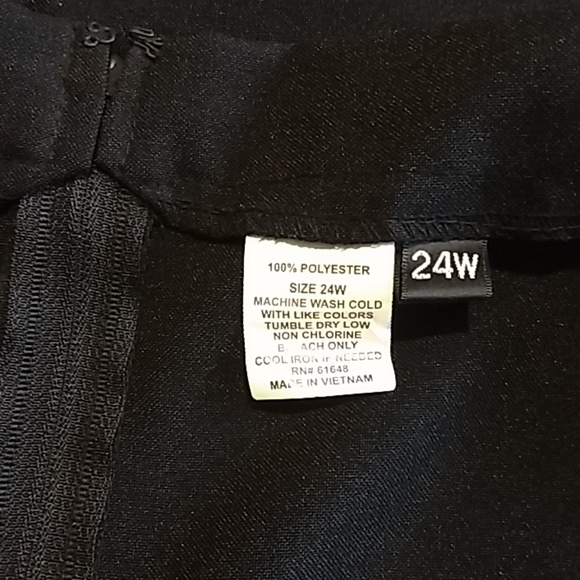 100% POLYESTER
SIZE 24W
MACHINE WASH COLD
WITH LIKE COLORS
TUMBLE DRY LOW
NON CHLORINE
B  ACH ONLY
COOL IRON IF NEEDED
RN# 61648
MADE IN VIETNAM
24W